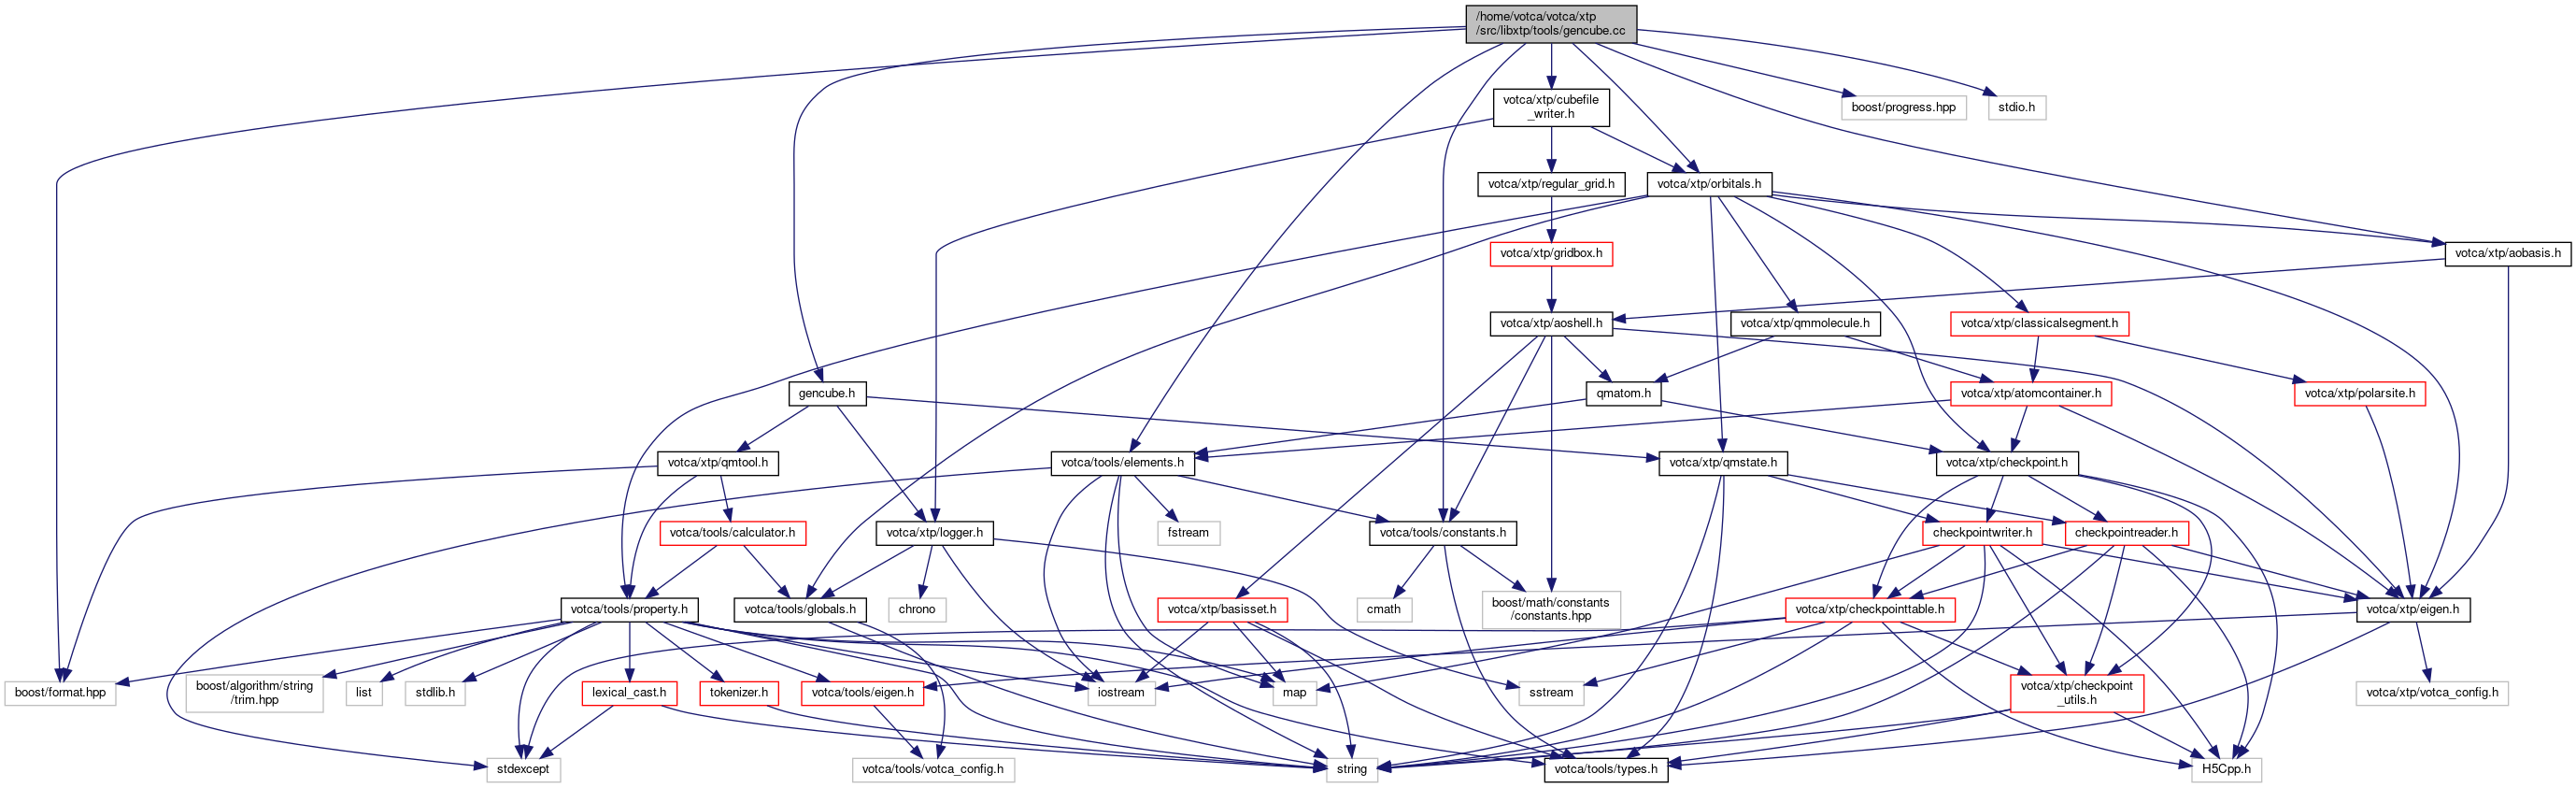 /home/votca/votca/xtp
/src/libxtp/tools/gencube.cc
votca/xtp/cubefile
_writer.h
boost/progress.hpp
stdio.h
votca/xtp/regular_grid.h
votca/xtp/orbitals.h
votca/xtp/gridbox.h
votca/xtp/aobasis.h
votca/xtp/aoshell.h
votca/xtp/qmmolecule.h
votca/xtp/classicalsegment.h
gencube.h
qmatom.h
votca/xtp/atomcontainer.h
votca/xtp/polarsite.h
votca/xtp/qmtool.h
votca/tools/elements.h
votca/xtp/qmstate.h
votca/xtp/checkpoint.h
votca/tools/calculator.h
votca/xtp/logger.h
fstream
votca/tools/constants.h
checkpointwriter.h
checkpointreader.h
votca/tools/property.h
votca/tools/globals.h
chrono
votca/xtp/basisset.h
cmath
boost/math/constants
/constants.hpp
votca/xtp/checkpointtable.h
votca/xtp/eigen.h
boost/format.hpp
boost/algorithm/string
/trim.hpp
list
stdlib.h
lexical_cast.h
tokenizer.h
votca/tools/eigen.h
iostream
map
sstream
votca/xtp/checkpoint
_utils.h
votca/xtp/votca_config.h
stdexcept
votca/tools/votca_config.h
string
votca/tools/types.h
H5Cpp.h